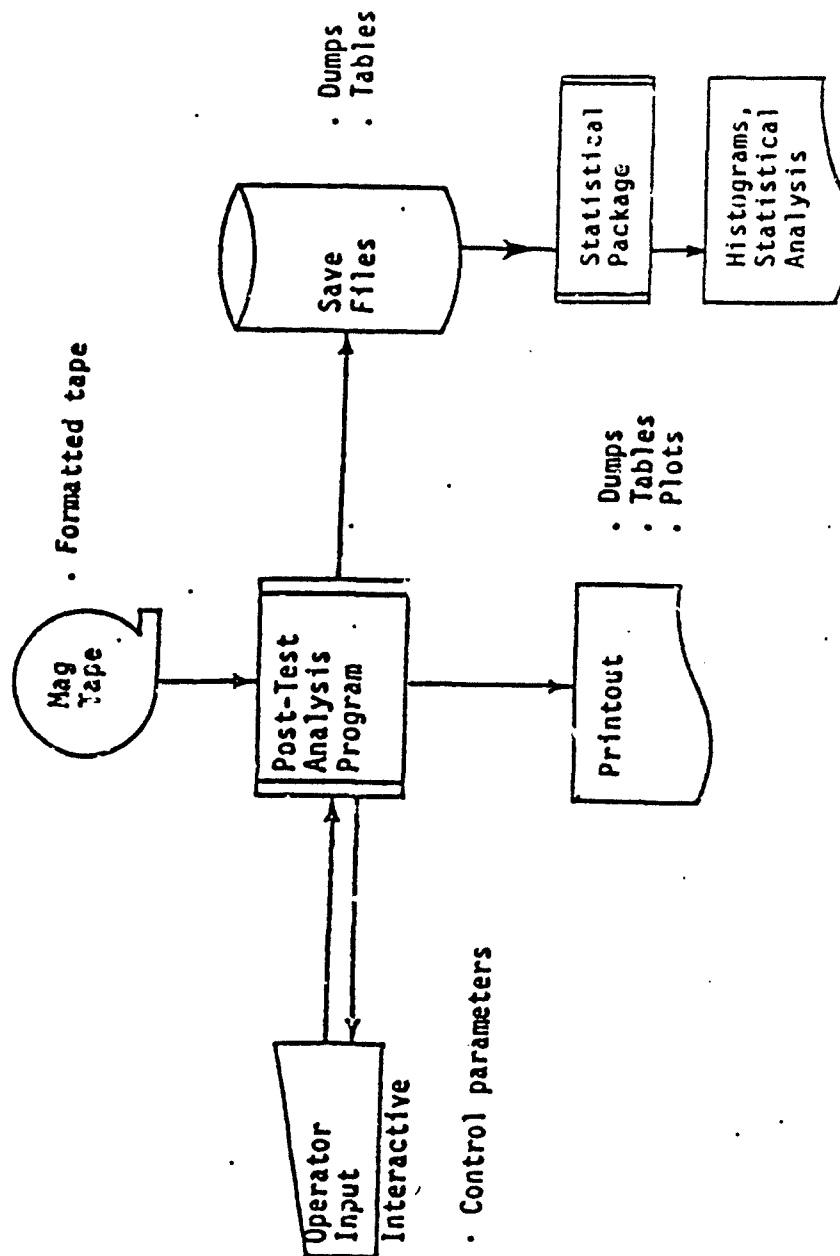 Mag
Tape
• Formatted tape
Operator
Input
Interactive
• Control parameters
Post-Test
Analysis
Program
Save
Files
• Dumps
• Tables
Printout
• Dumps
• Tables
• Plots
Statistical
Package
Histograms,
Statistical
Analysis